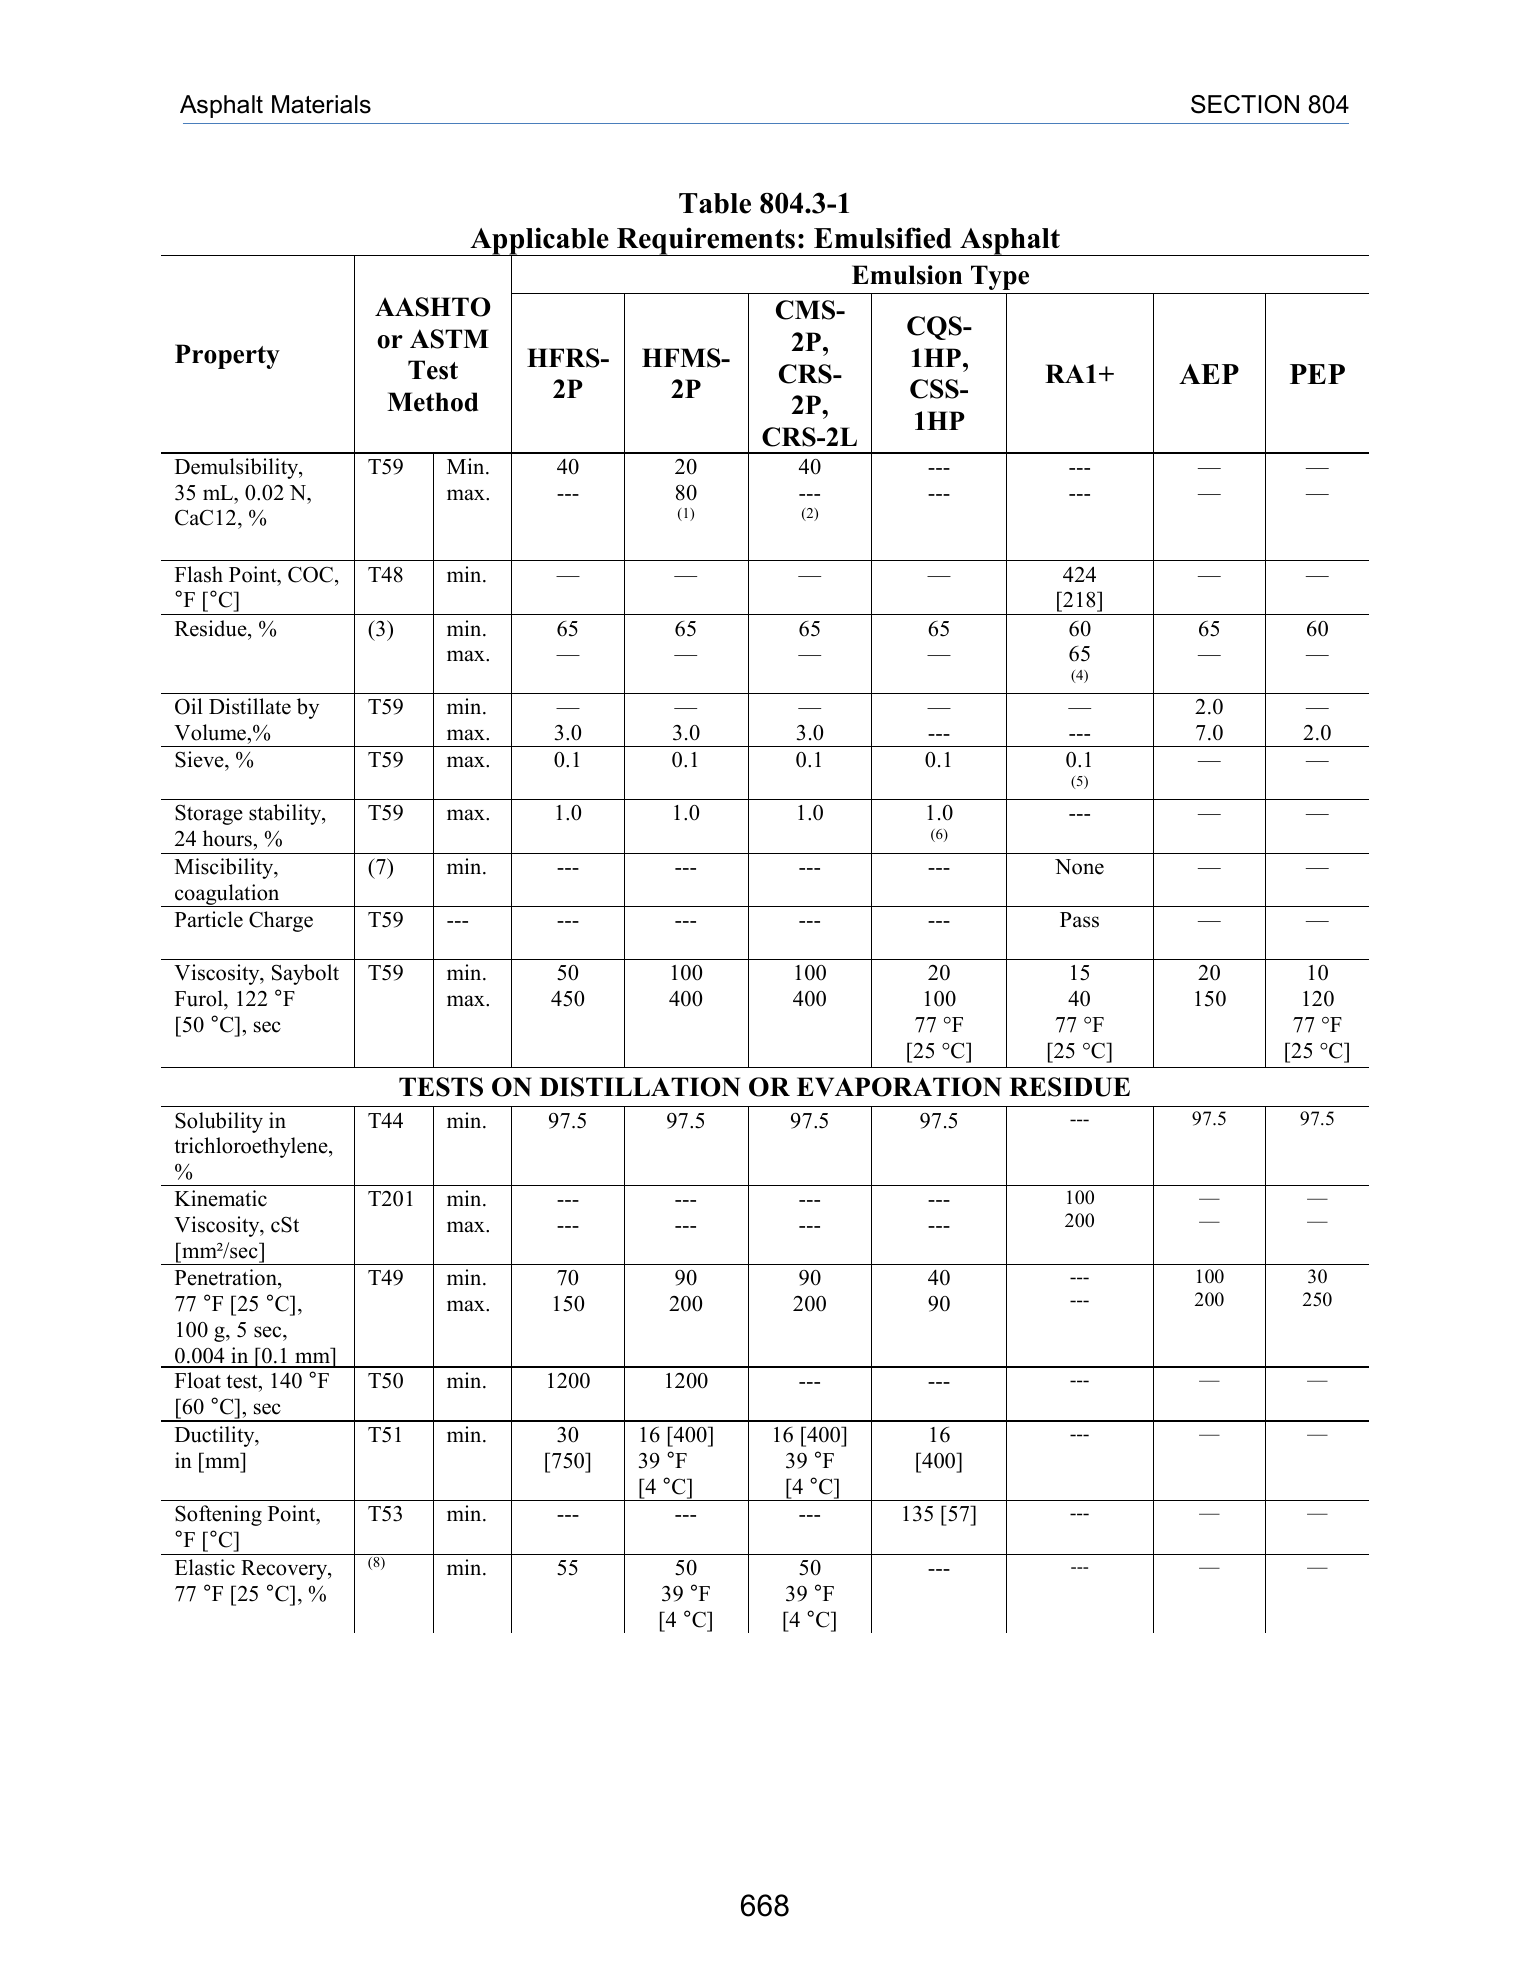 Asphalt Materials SECTION 804
Table 804.3-1
Applicable Requirements: Emulsified Asphalt
Property AASHTO or ASTM Test Method Emulsion Type
HFRS-2P HFMS-2P CMS-2P, CRS-2P, CRS-2L CQS-1HP, CSS-1HP RA1+ AEP PEP
Demulsibility, T59 Min. 40 20 40 --- --- — —
35 mL, 0.02 N, max. --- 80 --- --- --- — —
CaC12, % (1) (2)
Flash Point, COC, T48 min. — — — — 424 — —
°F [°C] [218]
Residue, % (3) min. 65 65 65 65 60 65 60
max. — — — — 65 — —
(4)
Oil Distillate by T59 min. — — — — — 2.0 —
Volume,% max. 3.0 3.0 3.0 --- --- 7.0 2.0
Sieve, % T59 max. 0.1 0.1 0.1 0.1 0.1 — —
(5)
Storage stability, T59 max. 1.0 1.0 1.0 1.0 --- — —
24 hours, % (6)
Miscibility, (7) min. --- --- --- --- None — —
coagulation
Particle Charge T59 --- --- --- --- --- Pass — —
Viscosity, Saybolt T59 min. 50 100 100 20 15 20 10
Furol, 122 °F max. 450 400 400 100 40 150 120
[50 °C], sec 77 °F 77 °F 77 °F
[25 °C] [25 °C] [25 °C]
TESTS ON DISTILLATION OR EVAPORATION RESIDUE
Solubility in T44 min. 97.5 97.5 97.5 97.5 --- 97.5 97.5
trichloroethylene,
%
Kinematic T201 min. --- --- --- --- 100 — —
Viscosity, cSt max. --- --- --- --- 200 — —
[mm²/sec]
Penetration, T49 min. 70 90 90 40 --- 100 30
77 °F [25 °C], max. 150 200 200 90 --- 200 250
100 g, 5 sec,
0.004 in [0.1 mm]
Float test, 140 °F T50 min. 1200 1200 --- --- --- — —
[60 °C], sec
Ductility, T51 min. 30 16 [400] 16 [400] 16 --- — —
in [mm] [750] 39 °F 39 °F [400]
[4 °C] [4 °C]
Softening Point, T53 min. --- --- --- 135 [57] --- — —
°F [°C]
Elastic Recovery, (8) min. 55 50 50 --- --- — —
77 °F [25 °C], % 39 °F 39 °F
[4 °C] [4 °C]
668